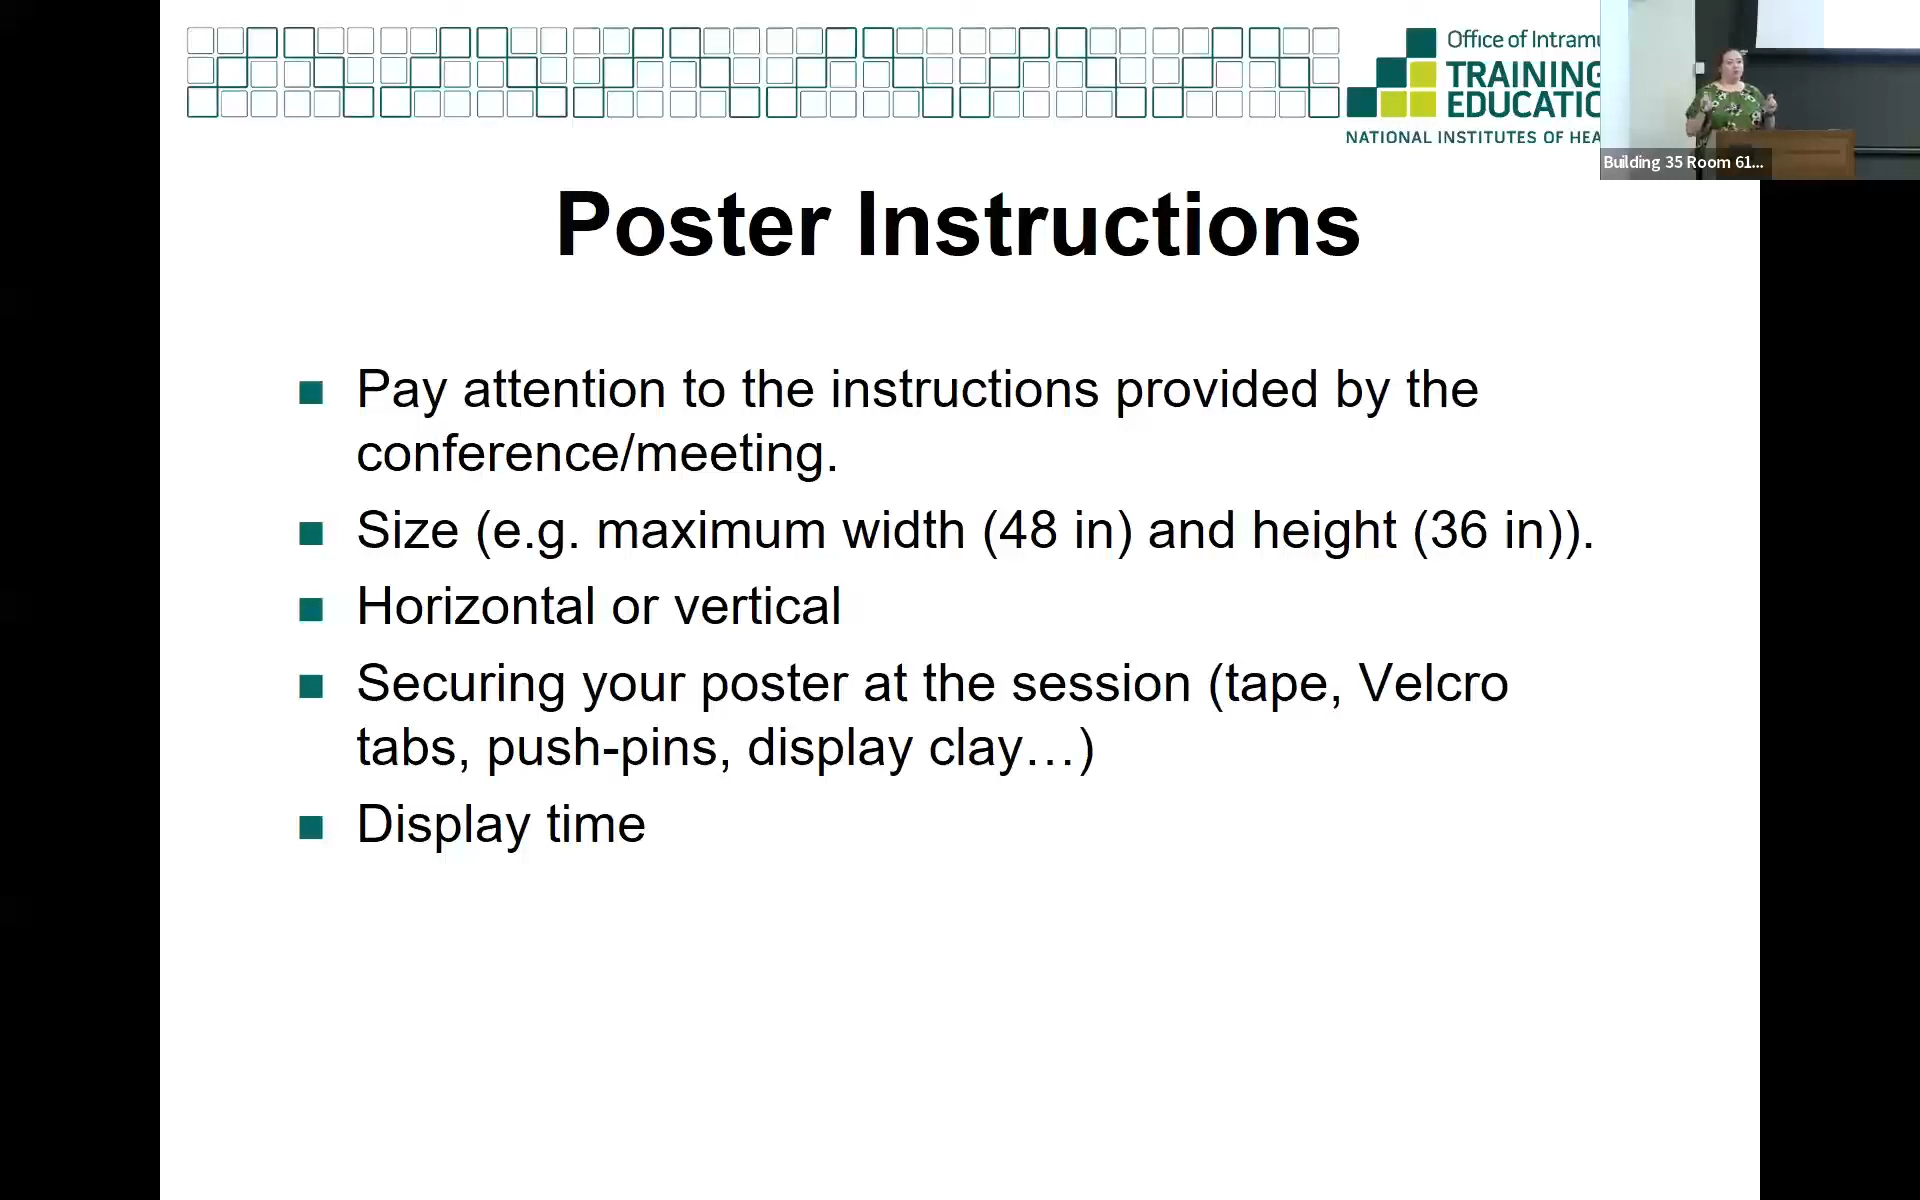 Office of Intramu
TRAINING
EDUCATIO
NATIONAL INSTITUTES OF HEA
Building 35 Room 61...
Poster Instructions
Pay attention to the instructions provided by the
conference/meeting.
Size (e.g. maximum width (48 in) and height (36 in)).
Horizontal or vertical
Securing your poster at the session (tape, Velcro
tabs, push-pins, display clay…)
Display time